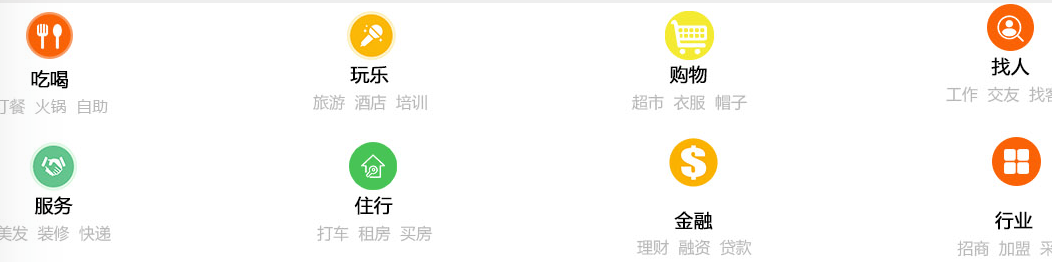 吃喝 玩乐 购物 找人
订餐 火锅 自助 旅游 酒店 培训 超市 衣服 帽子 工作 交友 找客
服务 住行 金融 行业
美发 装修 快递 打车 租房 买房 理财 融资 贷款 招商 加盟